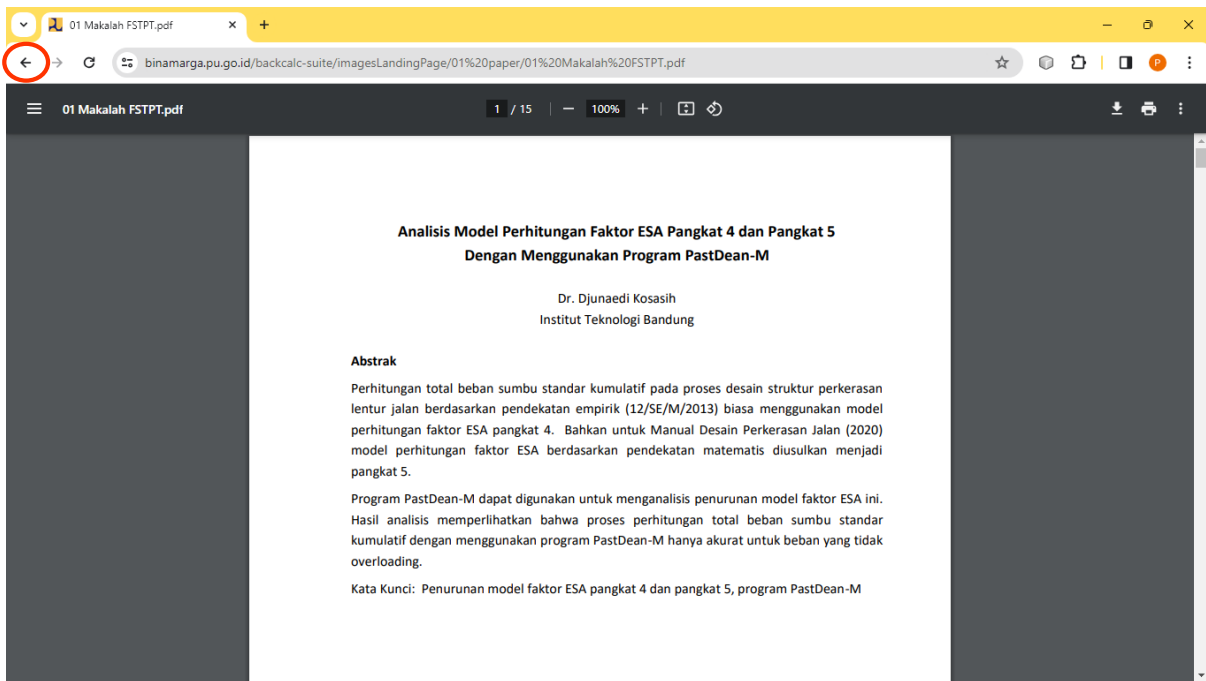 01 Makalah FSTPT.pdf
binamarga.pu.go.id/backcalc-suite/imagesLandingPage/01%20paper/01%20Makalah%20FSTPT.pdf
P
01 Makalah FSTPT.pdf
1 / 15
100%
Analisis Model Perhitungan Faktor ESA Pangkat 4 dan Pangkat 5
Dengan Menggunakan Program PastDean-M
Dr. Djunaedi Kosasih
Institut Teknologi Bandung
Abstrak
Perhitungan total beban sumbu standar kumulatif pada proses desain struktur perkerasan
lentur jalan berdasarkan pendekatan empirik (12/SE/M/2013) biasa menggunakan model
perhitungan faktor ESA pangkat 4. Bahkan untuk Manual Desain Perkerasan Jalan (2020)
model perhitungan faktor ESA berdasarkan pendekatan matematis diusulkan menjadi
pangkat 5.
Program PastDean-M dapat digunakan untuk menganalisis penurunan model faktor ESA ini.
Hasil analisis memperlihatkan bahwa proses perhitungan total beban sumbu standar
kumulatif dengan menggunakan program PastDean-M hanya akurat untuk beban yang tidak
overloading.
Kata Kunci: Penurunan model faktor ESA pangkat 4 dan pangkat 5, program PastDean-M